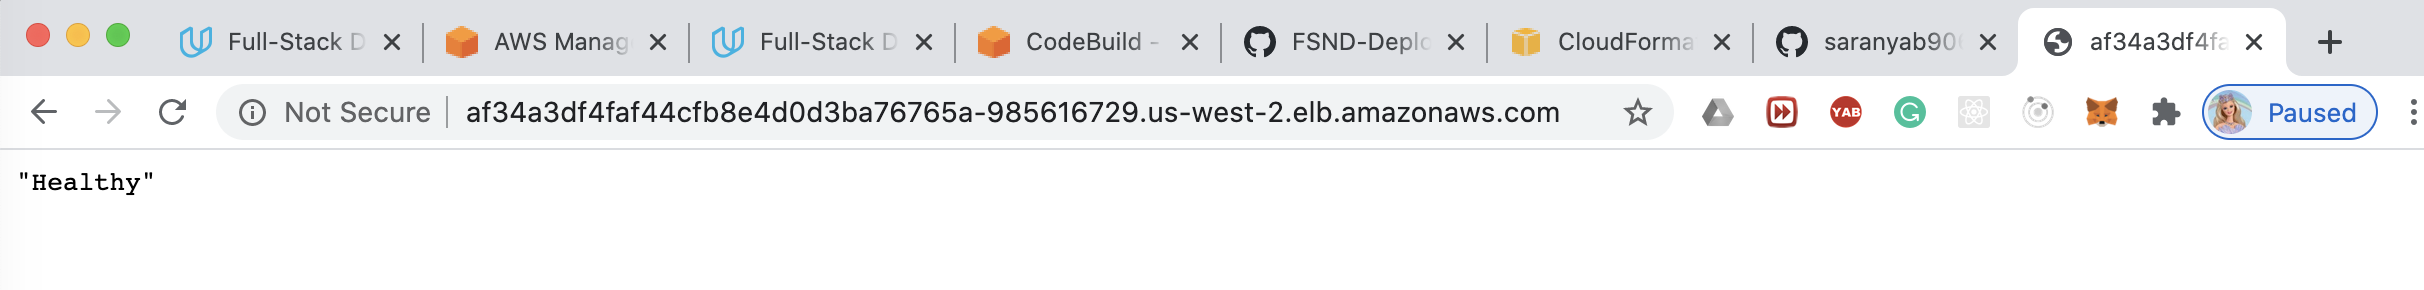 Full-Stack D
AWS Manag
Full-Stack D
CodeBuild -
FSND-Deplo
CloudForma
saranyab90
af34a3df4fa
Not Secure
af34a3df4faf44cfb8e4d0d3ba76765a-985616729.us-west-2.elb.amazonaws.com
YAB
Paused
"Healthy"